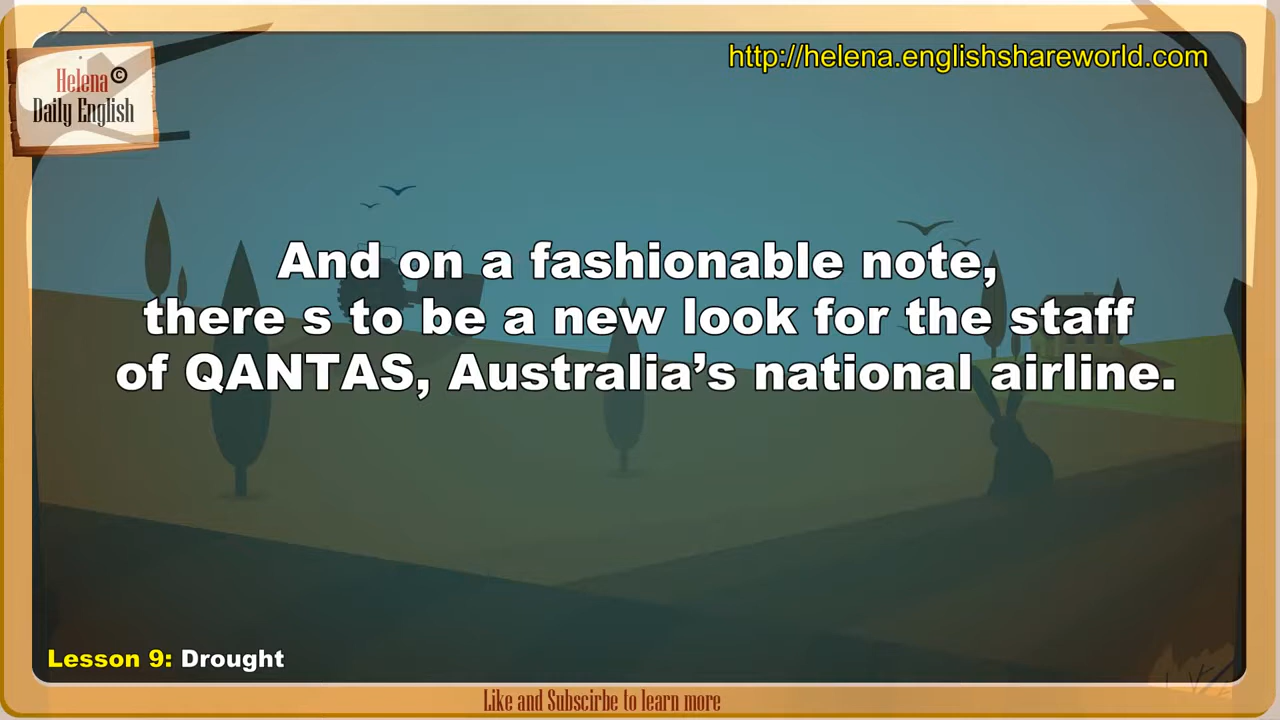 http://helena.englishshareworld.com
Helena©
Daily English
And on a fashionable note,
there s to be a new look for the staff
of QANTAS, Australia’s national airline.
Lesson 9: Drought
Like and Subscirbe to learn more